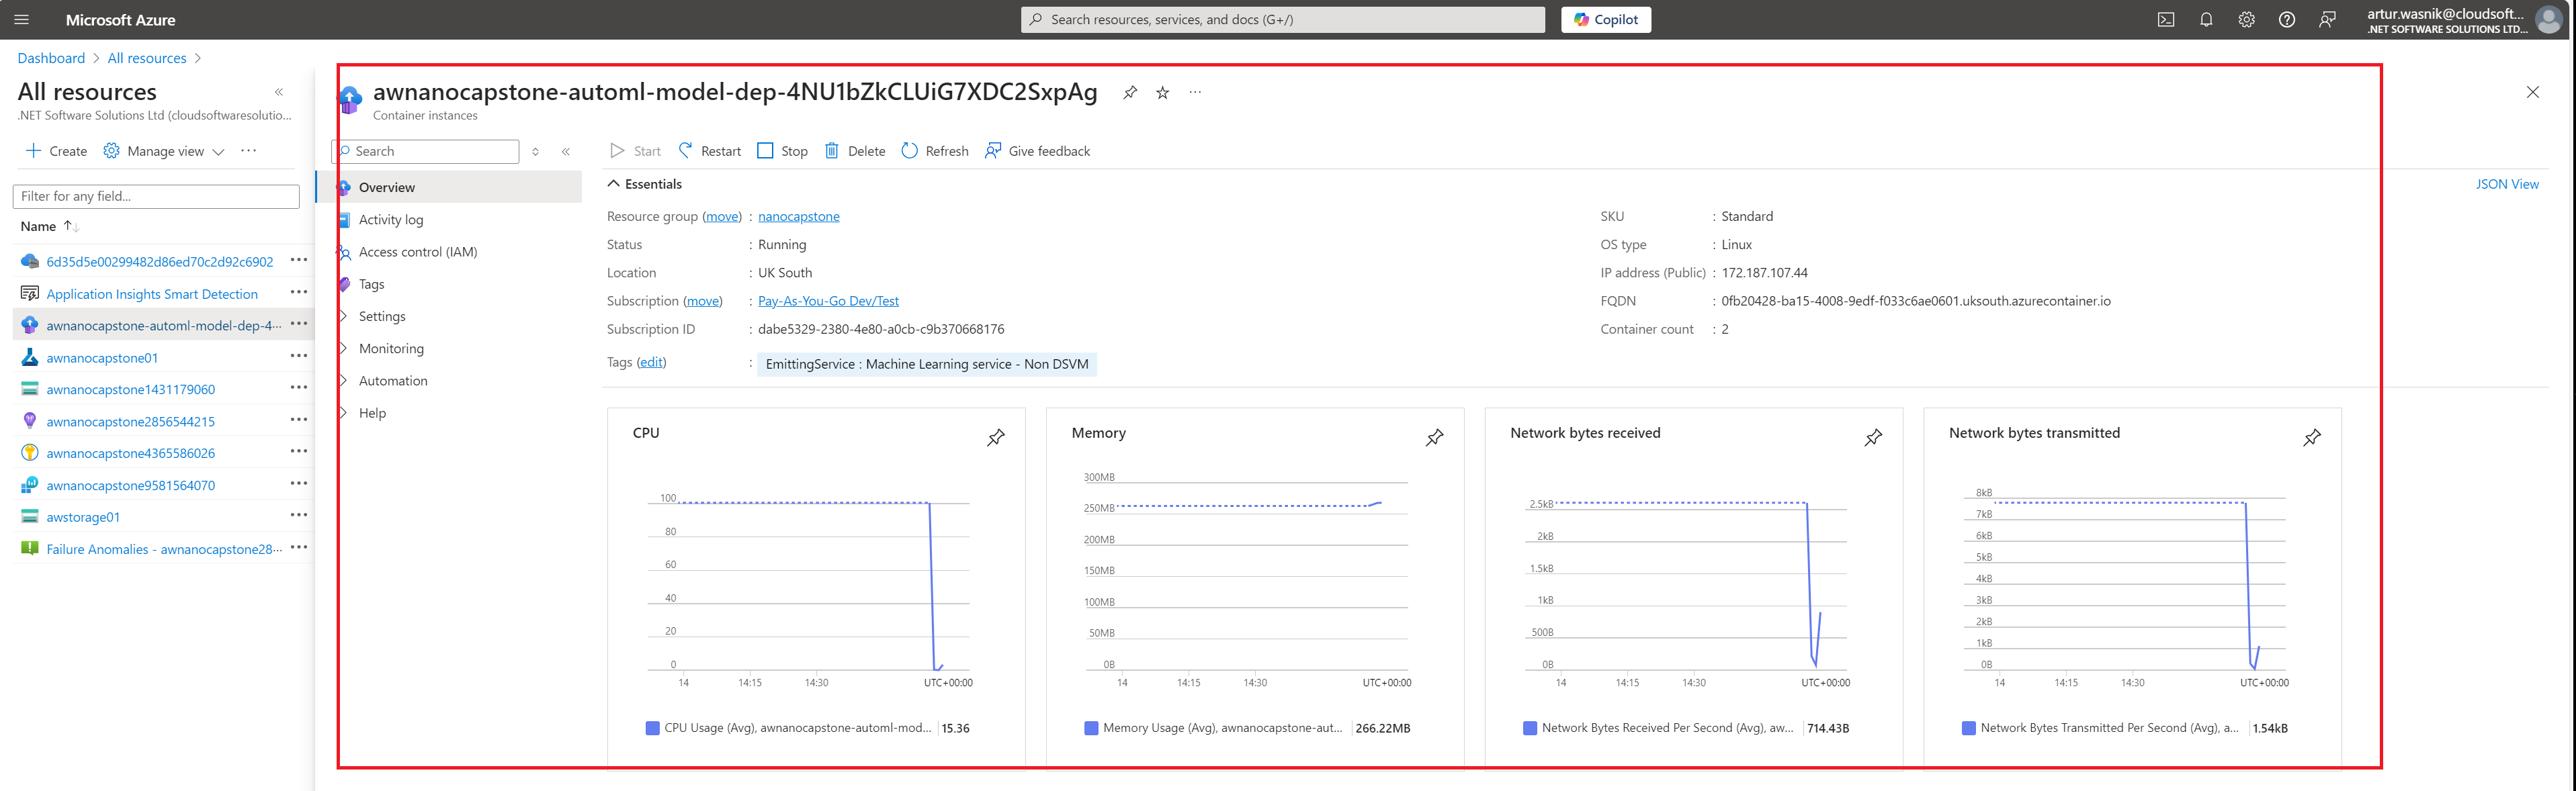 Microsoft Azure
Search resources, services, and docs (G+/)
Copilot
artur.wasnik@cloudsoft...
.NET SOFTWARE SOLUTIONS LTD...
Dashboard > All resources >
All resources
.NET Software Solutions Ltd (cloudsoftwaresolutio...
+ Create Manage view ...
Filter for any field...
Name ↑↓
6d35d5e00299482d86ed70c2d92c6902 ...
Application Insights Smart Detection ...
awnanocapstone-automl-model-dep-4... ...
awnanocapstone01 ...
awnanocapstone1431179060 ...
awnanocapstone2856544215 ...
awnanocapstone4365586026 ...
awnanocapstone9581564070 ...
awstorage01 ...
Failure Anomalies - awnanocapstone28... ...
awnanocapstone-automl-model-dep-4NU1bZkCLUiG7XDC2SxpAg ...
Container instances
Search
Overview
Activity log
Access control (IAM)
Tags
Settings
Monitoring
Automation
Help
Start Restart Stop Delete Refresh Give feedback
Essentials
JSON View
Resource group (move) : nanocapstone
Status : Running
Location : UK South
Subscription (move) : Pay-As-You-Go Dev/Test
Subscription ID : dabe5329-2380-4e80-a0cb-c9b370668176
Tags (edit) : EmittingService : Machine Learning service - Non DSVM
SKU : Standard
OS type : Linux
IP address (Public) : 172.187.107.44
FQDN : 0fb20428-ba15-4008-9edf-f033c6ae0601.uksouth.azurecontainer.io
Container count : 2
CPU
100
80
60
40
20
0
14 14:15 14:30 UTC+00:00
CPU Usage (Avg), awnanocapstone-automl-mod... 15.36
Memory
300MB
250MB
200MB
150MB
100MB
50MB
0B
14 14:15 14:30 UTC+00:00
Memory Usage (Avg), awnanocapstone-aut... 266.22MB
Network bytes received
2.5kB
2kB
1.5kB
1kB
500B
0B
14 14:15 14:30 UTC+00:00
Network Bytes Received Per Second (Avg), aw... 714.43B
Network bytes transmitted
8kB
7kB
6kB
5kB
4kB
3kB
2kB
1kB
0B
14 14:15 14:30 UTC+00:00
Network Bytes Transmitted Per Second (Avg), a... 1.54kB